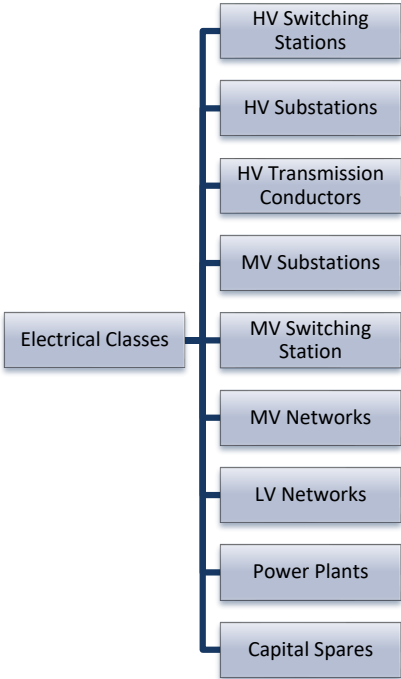 HV Switching
Stations
HV Substations
HV Transmission
Conductors
MV Substations
Electrical Classes
MV Switching
Station
MV Networks
LV Networks
Power Plants
Capital Spares